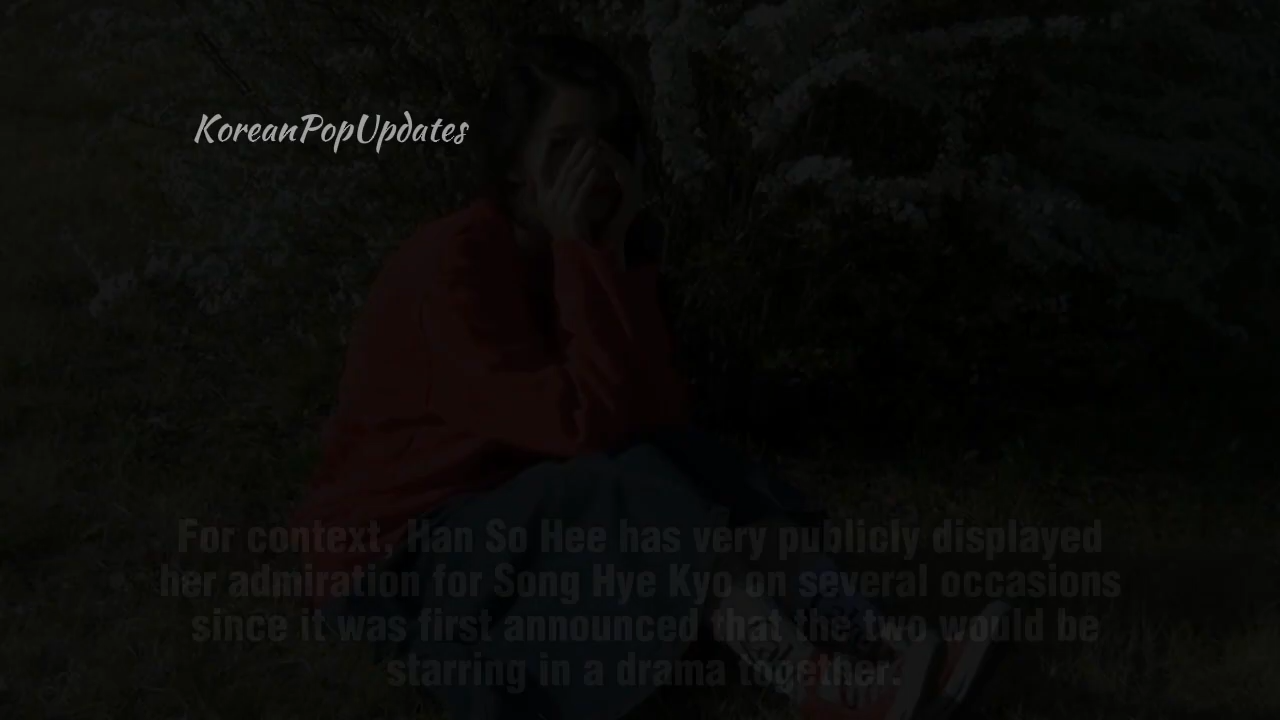 KoreanPopUpdates
For context, Han So Hee has very publicly displayed
her admiration for Song Hye Kyo on several occasions
since it was first announced that the two would be
starring in a drama together.